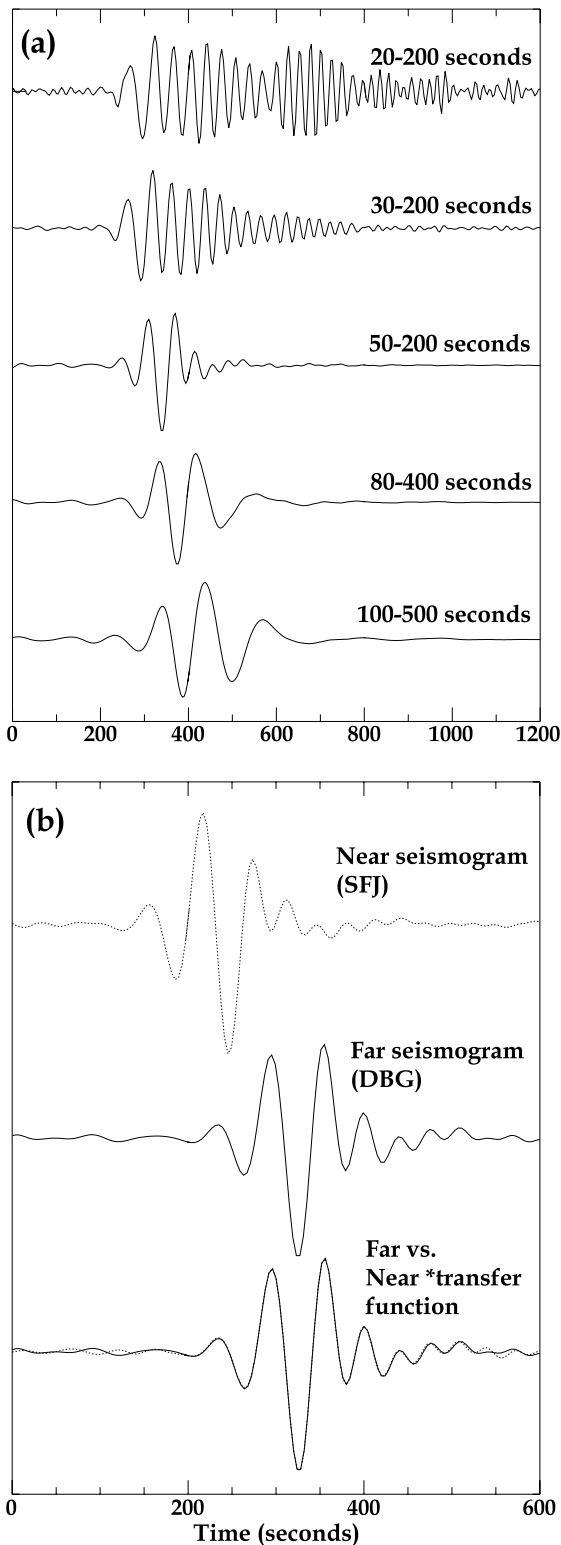 (a)
20-200 seconds
30-200 seconds
50-200 seconds
80-400 seconds
100-500 seconds
0 200 400 600 800 1000 1200
(b)
Near seismogram
(SFJ)
Far seismogram
(DBG)
Far vs.
Near *transfer
function
0 200 400 600
Time (seconds)